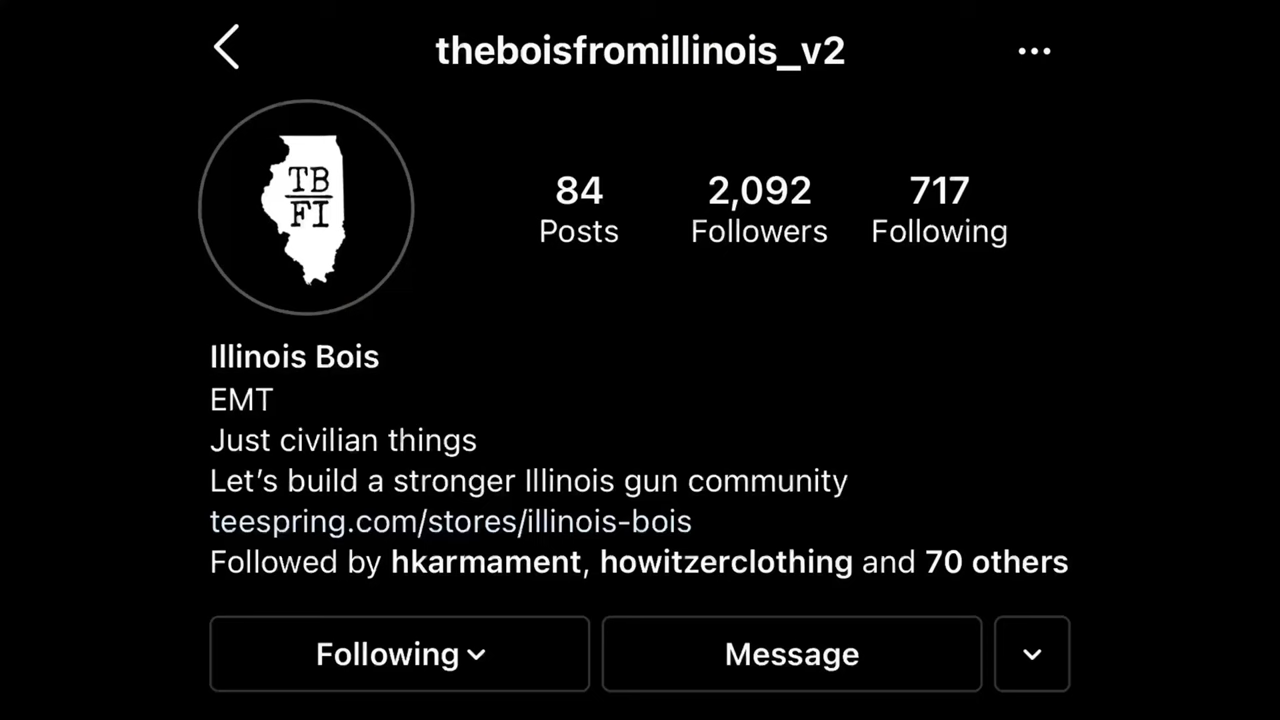 theboisfromillinois_v2
TB
FI
84 2,092 717
Posts Followers Following
Illinois Bois
EMT
Just civilian things
Let’s build a stronger Illinois gun community
teespring.com/stores/illinois-bois
Followed by hkarmament, howitzerclothing and 70 others
Following Message